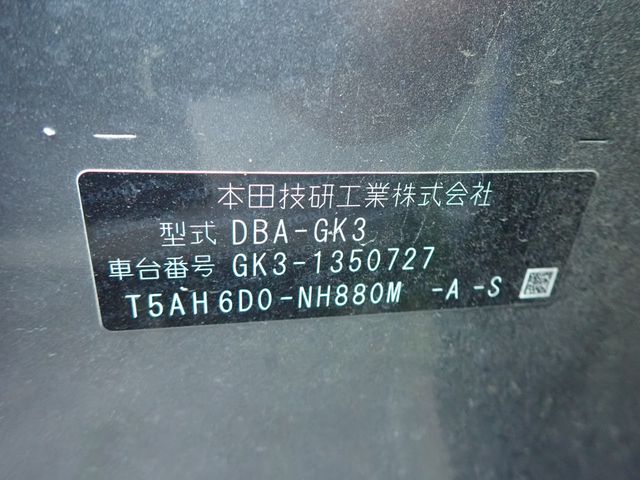 本田技研工業株式会社
型式 DBA-GK3
車台番号 GK3-1350727
T5AH6D0-NH880M -A-S